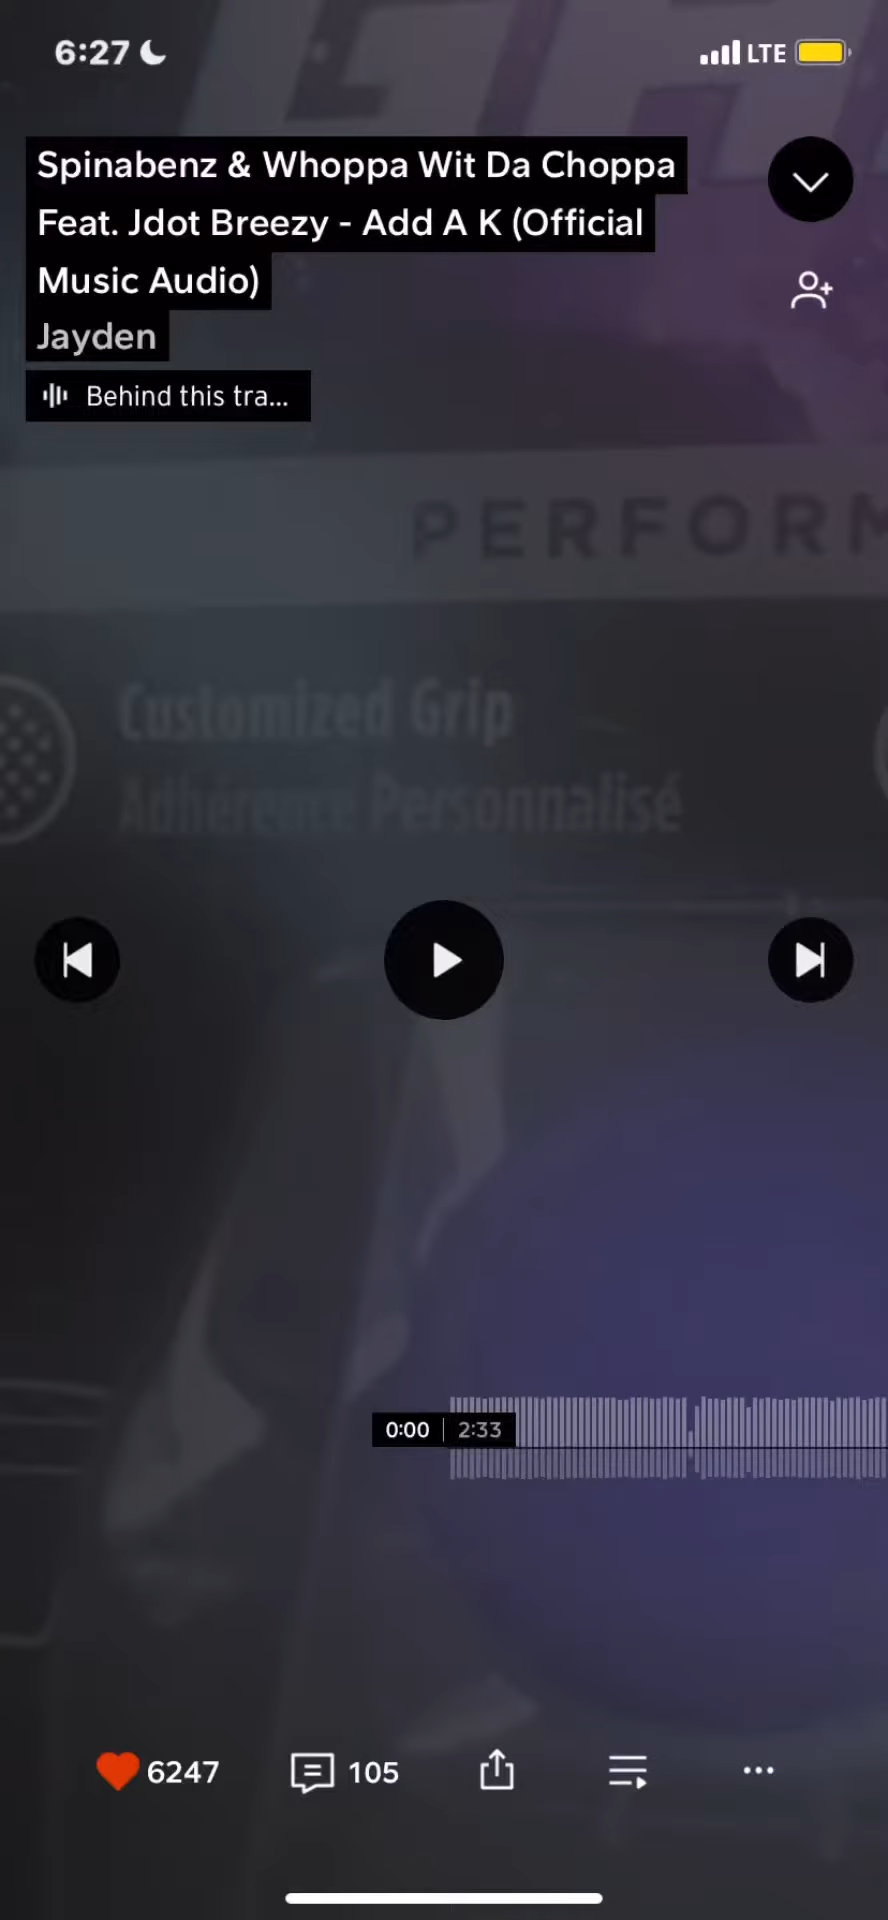 6:27
LTE
Spinabenz & Whoppa Wit Da Choppa
Feat. Jdot Breezy - Add A K (Official
Music Audio)
Jayden
Behind this tra...
PERFORM
Customized Grip
Adhérence Personnalisé
0:00 | 2:33
6247
105